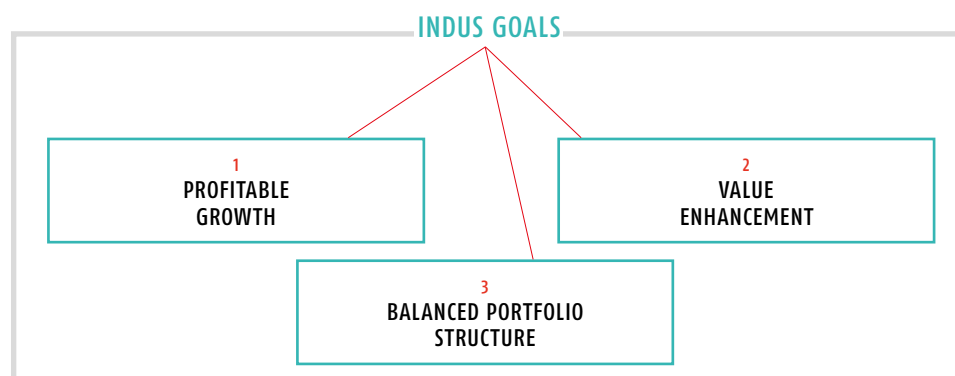 INDUS GOALS
1
PROFITABLE
GROWTH
2
VALUE
ENHANCEMENT
3
BALANCED PORTFOLIO
STRUCTURE